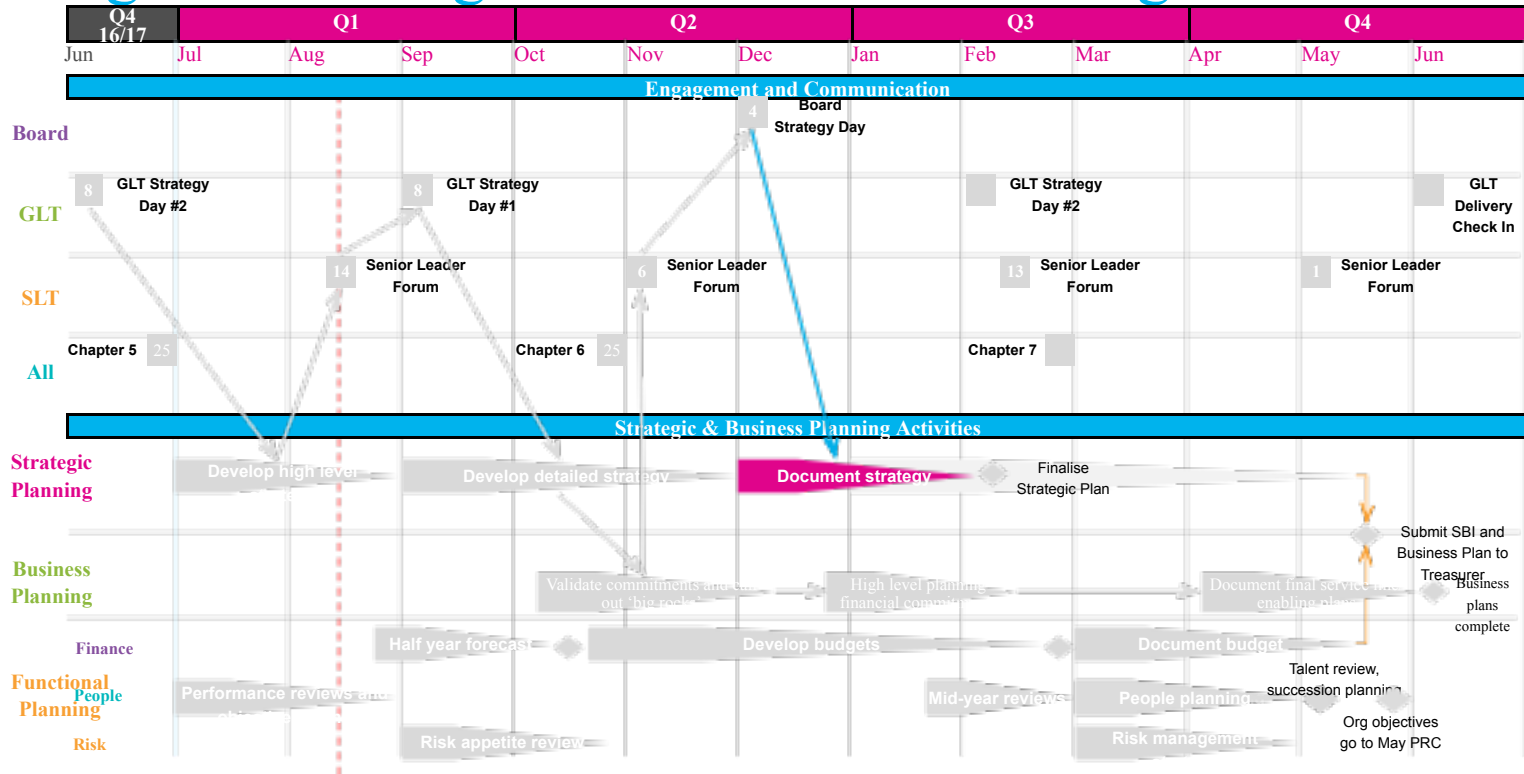 Q4
16/17
Q1
Q2
Q3
Q4
Jun
Jul
Aug
Sep
Oct
Nov
Dec
Jan
Feb
Mar
Apr
May
Jun
Engagement and Communication
Board
4
Board
Strategy Day
GLT
8
GLT Strategy
Day #2
8
GLT Strategy
Day #1
GLT Strategy
Day #2
GLT
Delivery
Check In
SLT
14
Senior Leader
Forum
6
Senior Leader
Forum
13
Senior Leader
Forum
1
Senior Leader
Forum
All
Chapter 5
25
Chapter 6
25
Chapter 7
Strategic & Business Planning Activities
Strategic
Planning
Develop high level
Develop detailed strategy
Document strategy
Finalise
Strategic Plan
Submit SBI and
Business Plan to
Treasurer
Business
Planning
Validate commitments and
out 'big rocks'
High level planning
financial
Document final service
enabling
Business
plans
complete
Finance
Half year forecast
Develop budgets
Document budget
Functional
Planning
People
Performance reviews and
Mid-year reviews
People planning
Talent review,
succession planning
Org objectives
go to May PRC
Risk
Risk appetite review
Risk management